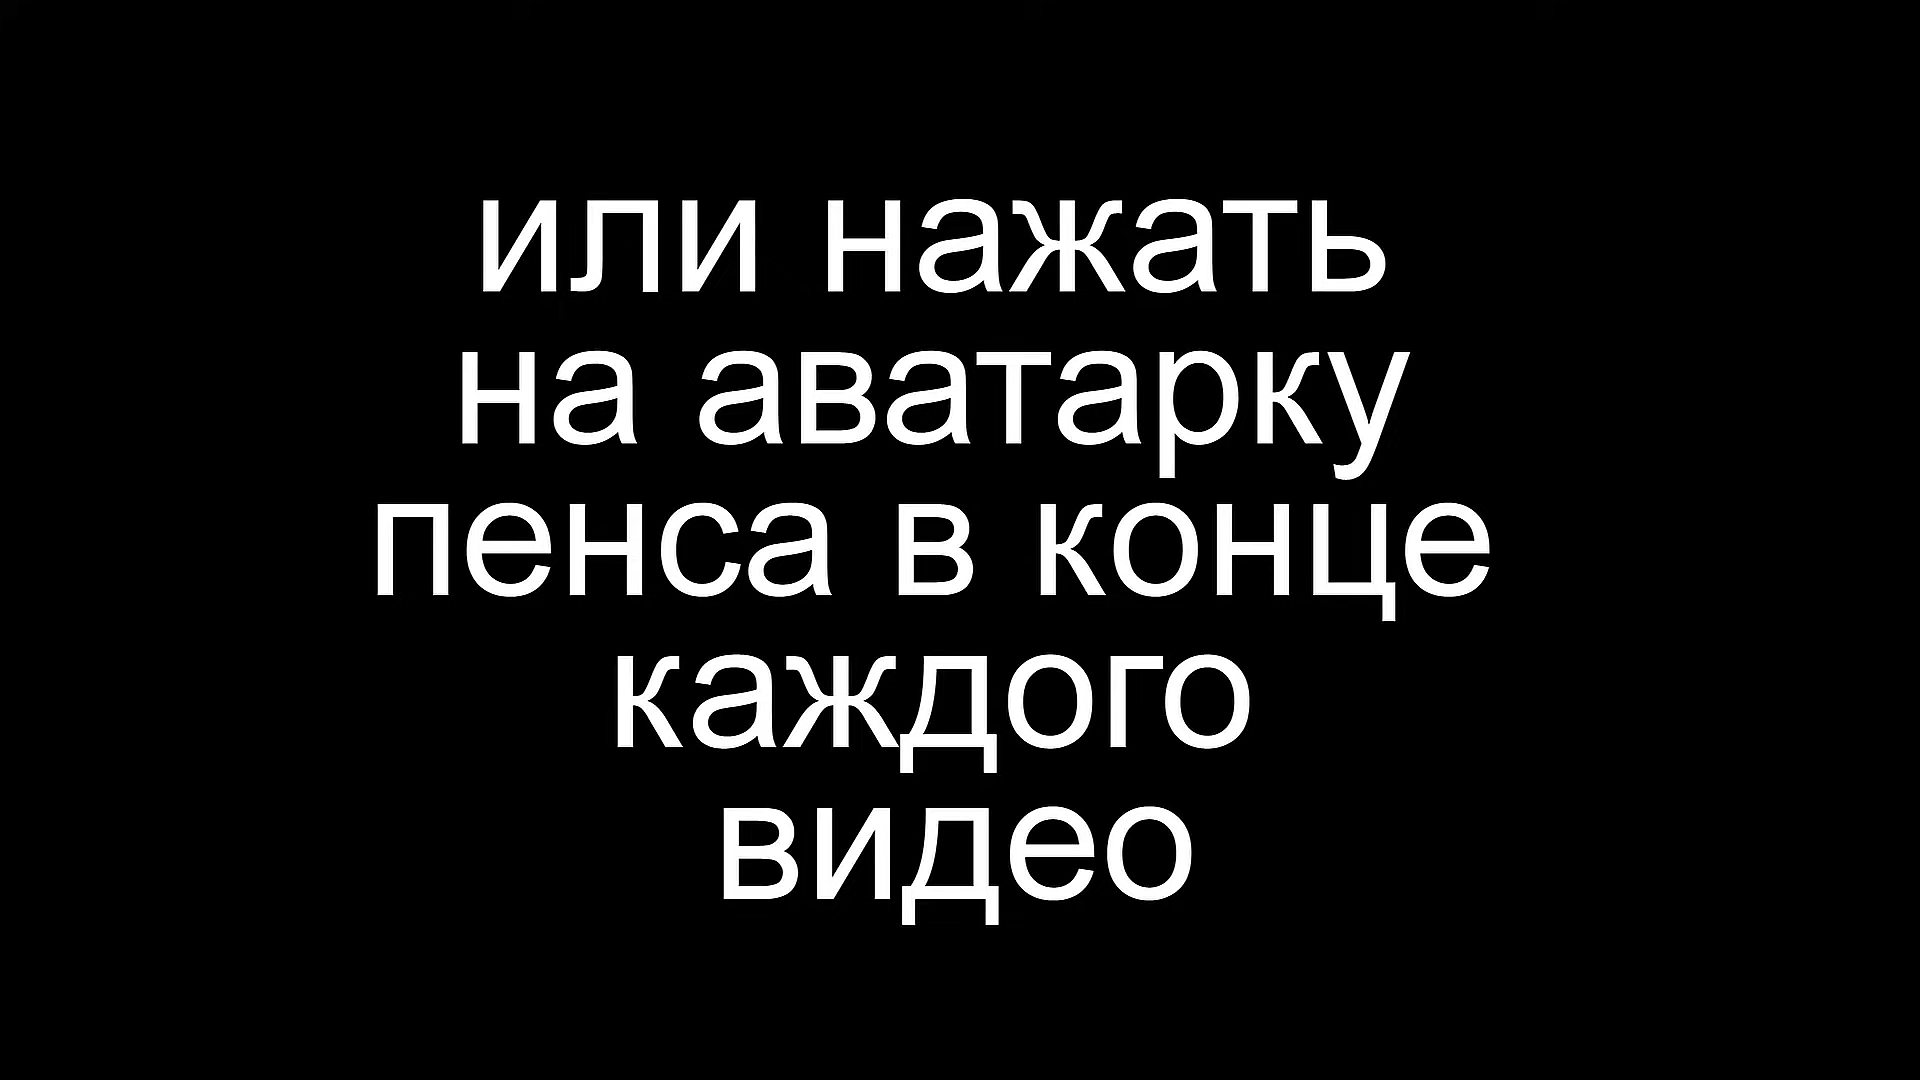 или нажать
на аватарку
пенса в конце
каждого
видео